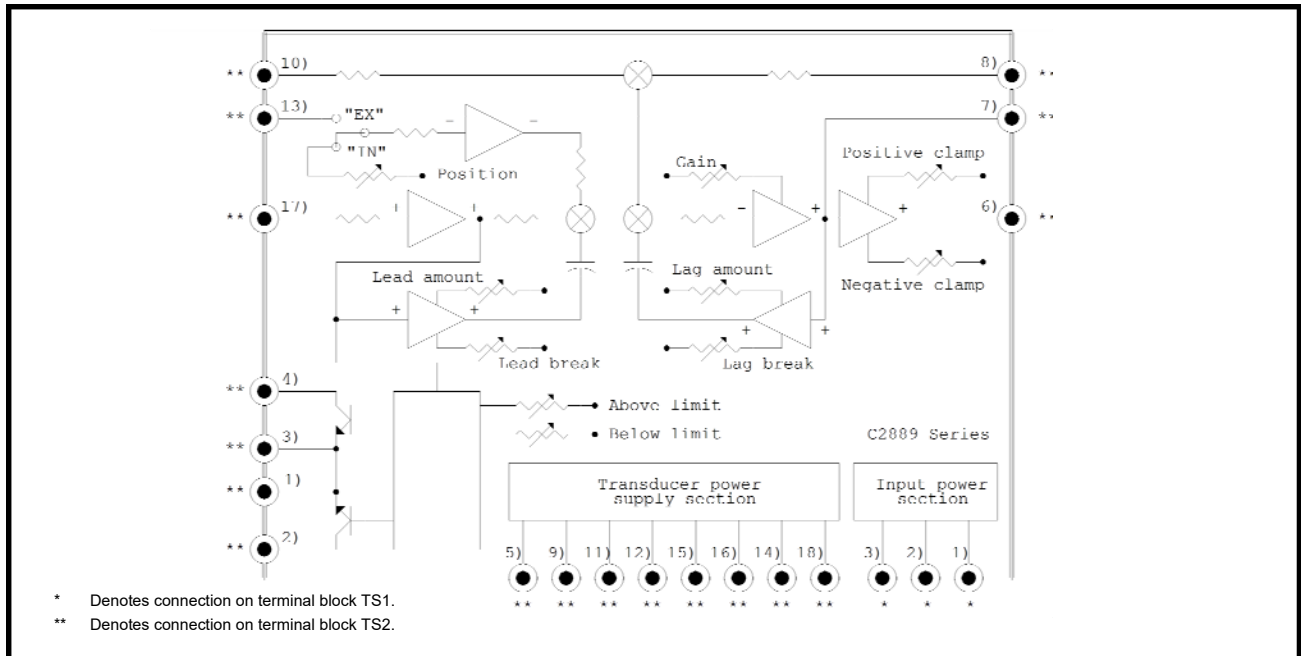 ** 10) 8) **
** 13) "EX" 7) **
"IN" Positive clamp
Gain
Position
** 17) 6) **
Lead amount Lag amount
Negative clamp
Lead break Lag break
** 4)
Above limit
** 3) Below limit C2889 Series
** 1) Transducer power Input power
supply section section
** 2) 5) 9) 11) 12) 15) 16) 14) 18) 3) 2) 1)
** ** ** ** ** ** ** ** * * *
* Denotes connection on terminal block TS1.
** Denotes connection on terminal block TS2.